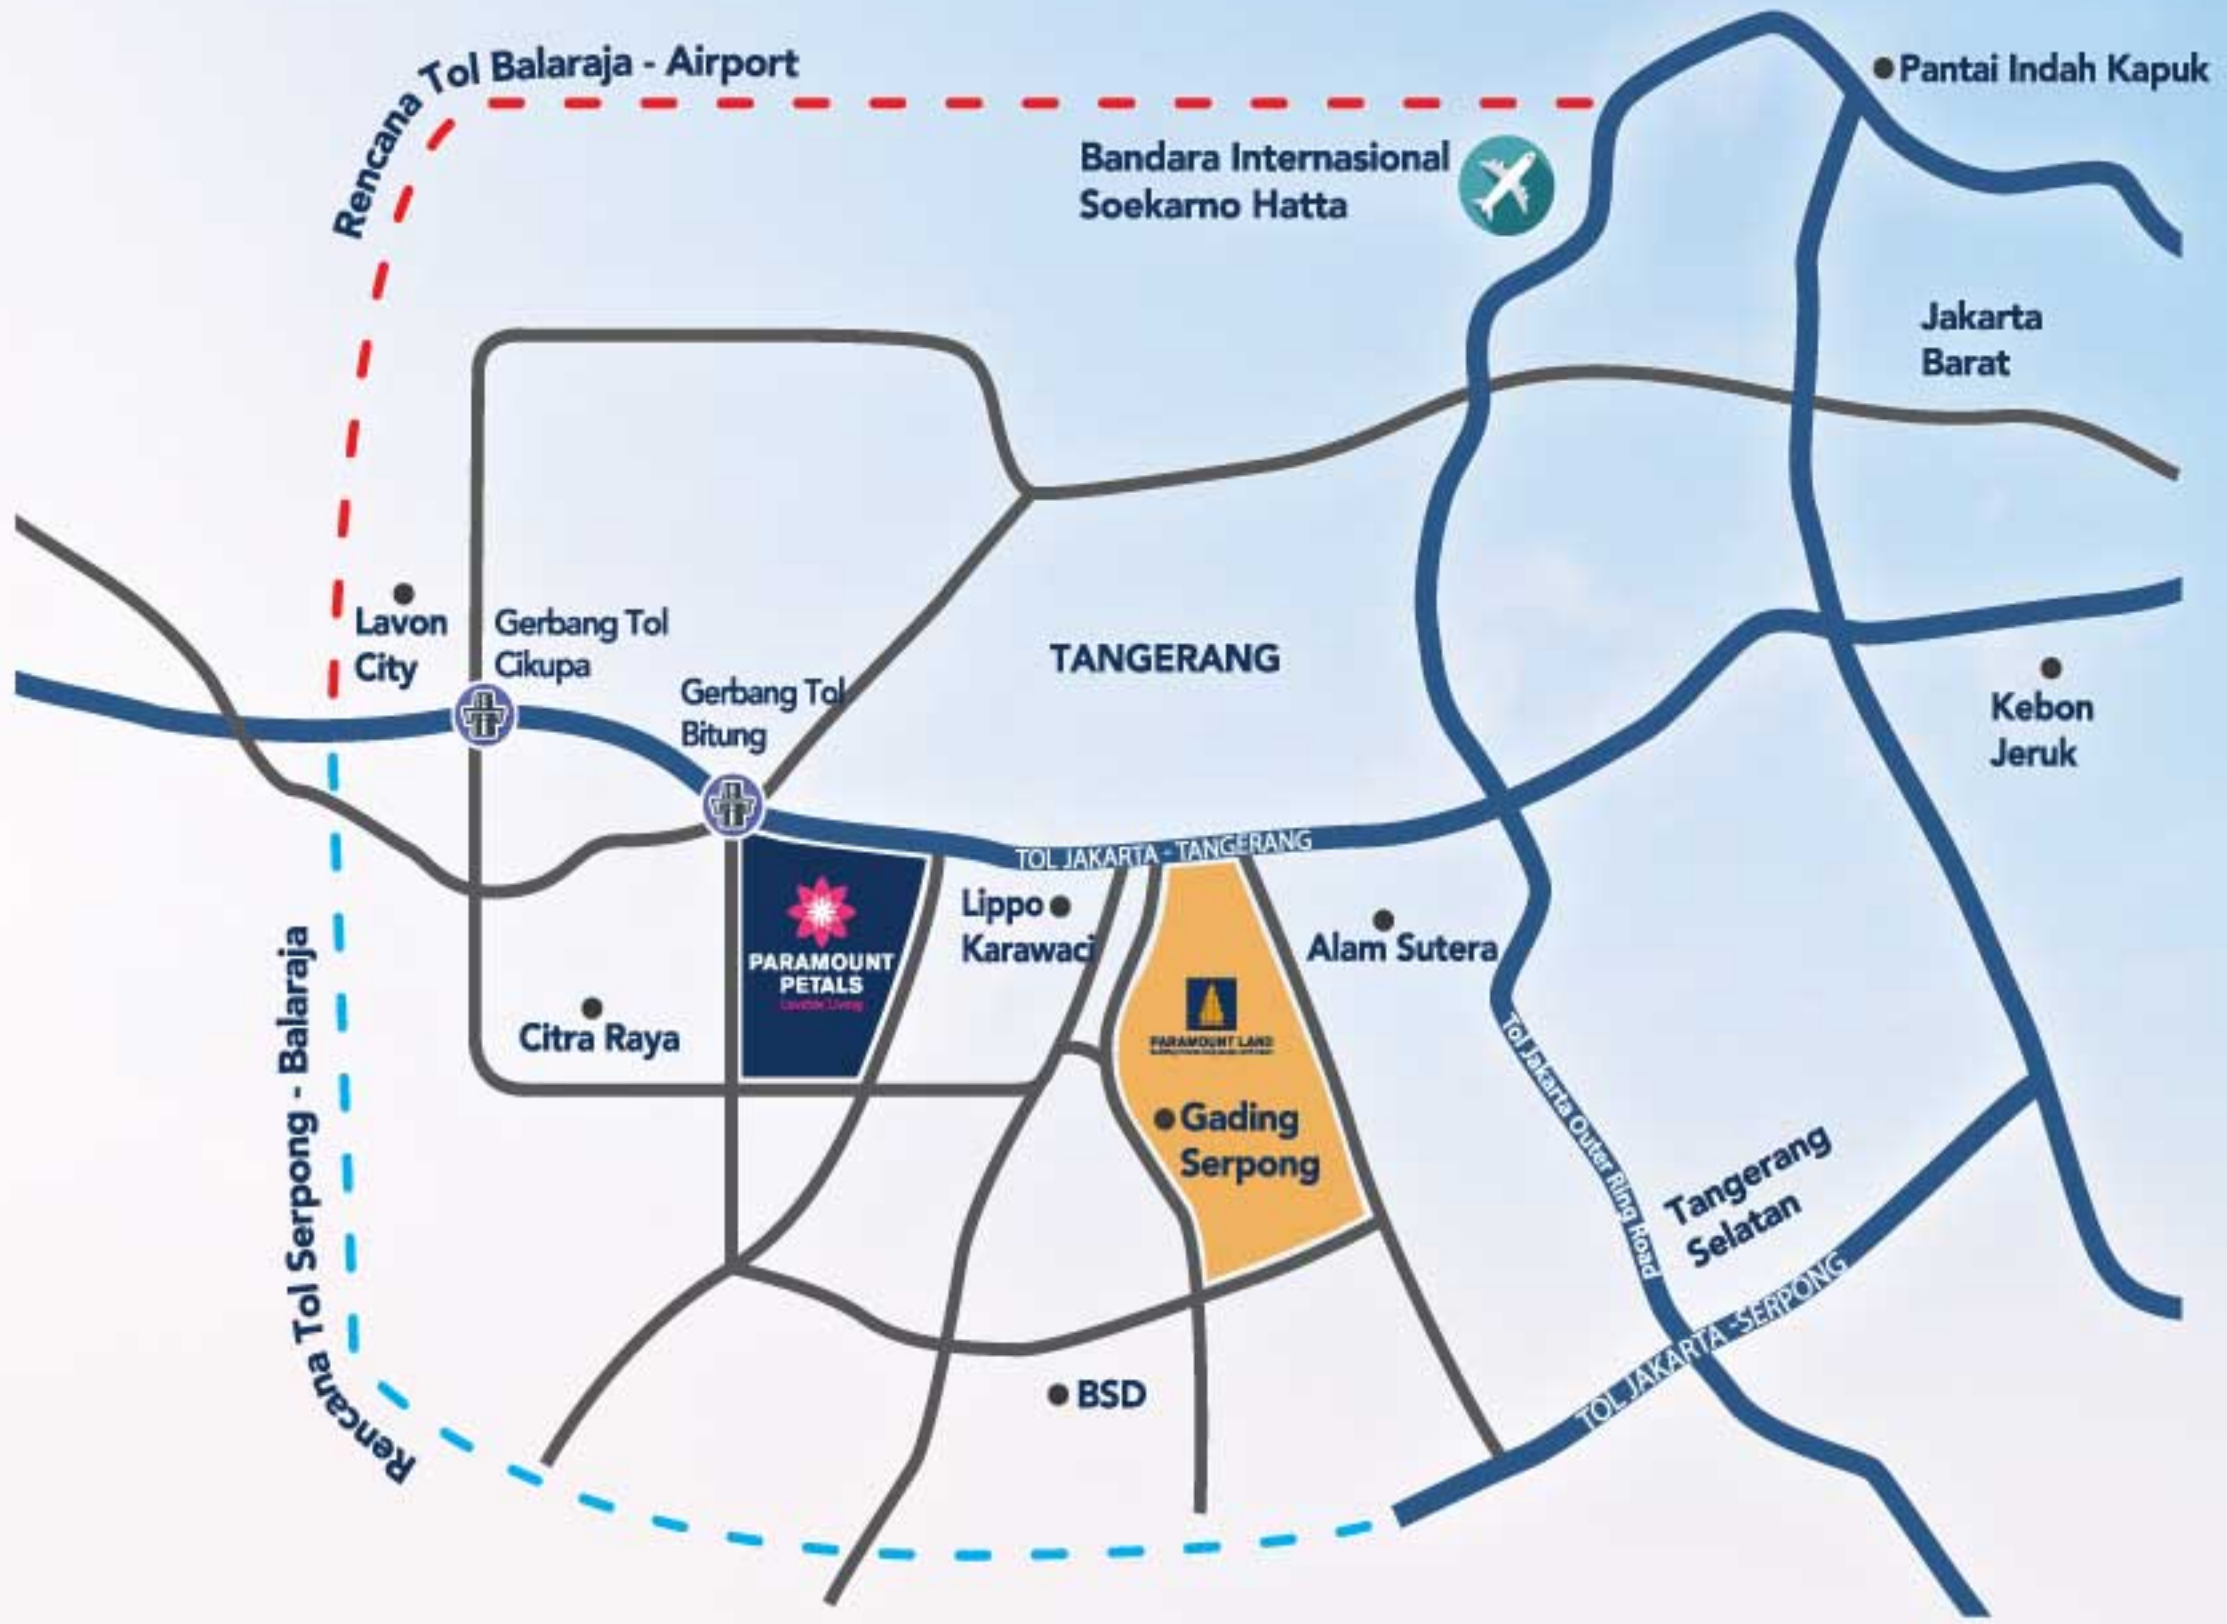 Rencana Tol Balaraja - Airport
Pantai Indah Kapuk
Bandara Internasional
Soekarno Hatta
Jakarta
Barat
Lavon
City
Gerbang Tol
Cikupa
Gerbang Tol
Bitung
TANGERANG
Kebon
Jeruk
TOL JAKARTA - TANGERANG
PARAMOUNT
PETALS
Lovable Living
Lippo
Karawaci
Alam Sutera
Citra Raya
PARAMOUNT LAND
Gading
Serpong
Tol Jakarta Outer Ring Road
Tangerang
Selatan
TOL JAKARTA -SERPONG
Rencana Tol Serpong - Balaraja
BSD